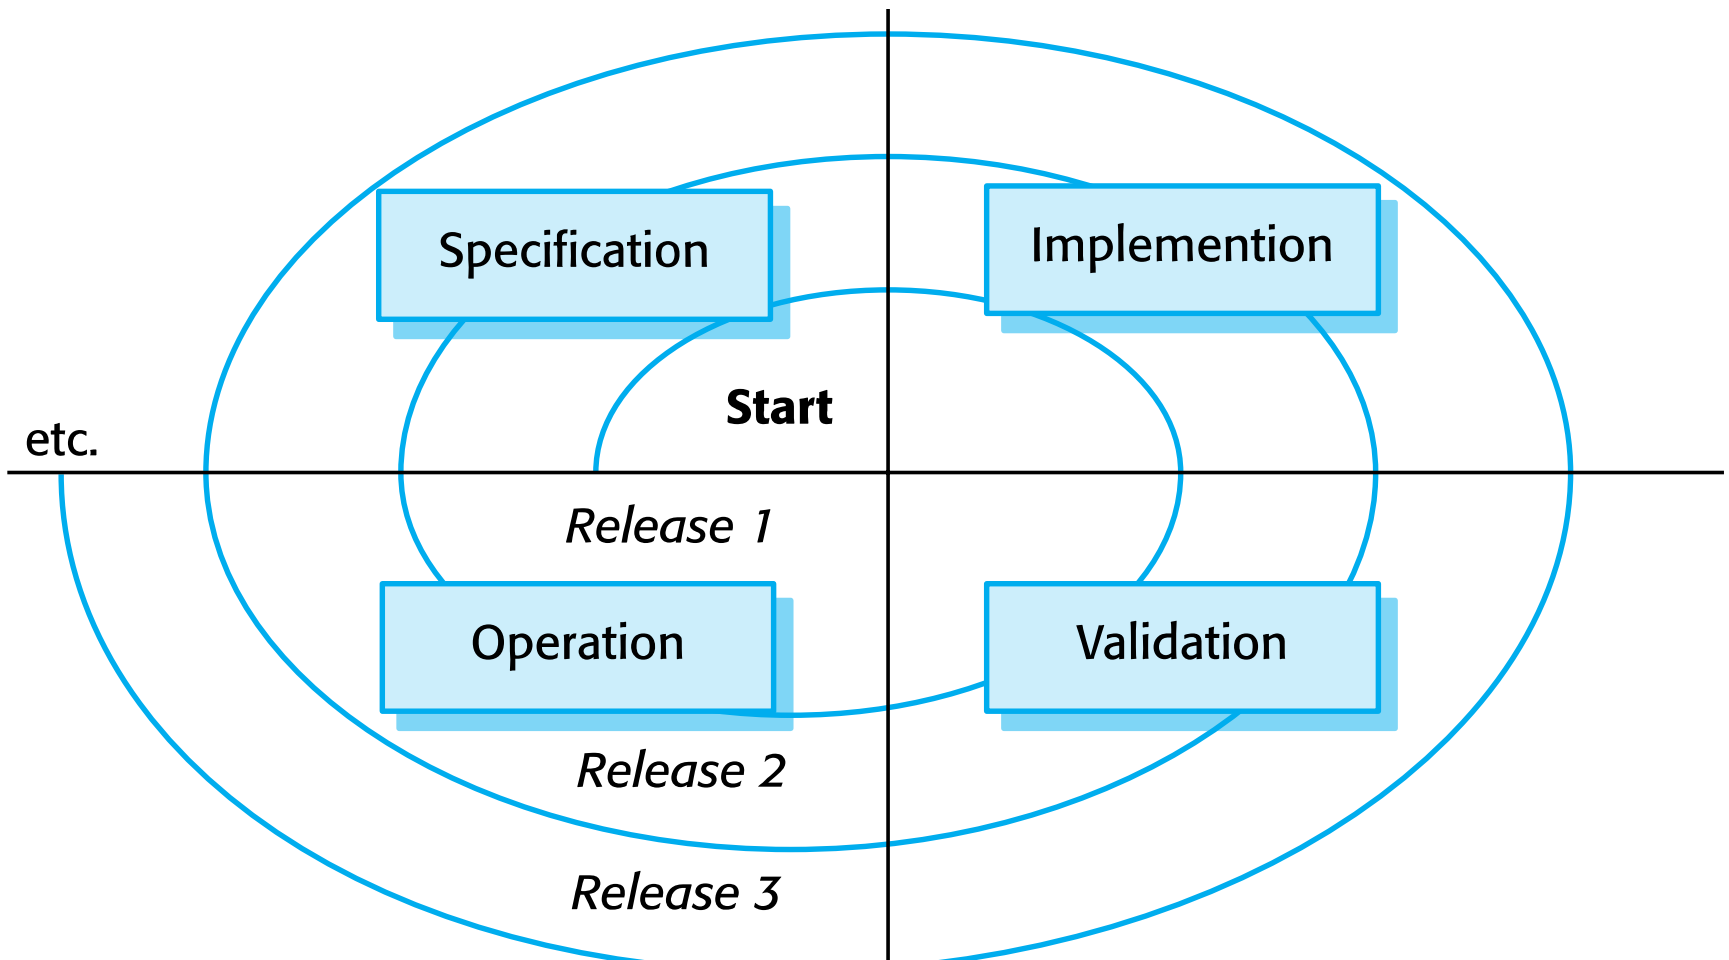 Specification
Implemention
Start
etc.
Release 1
Operation
Validation
Release 2
Release 3